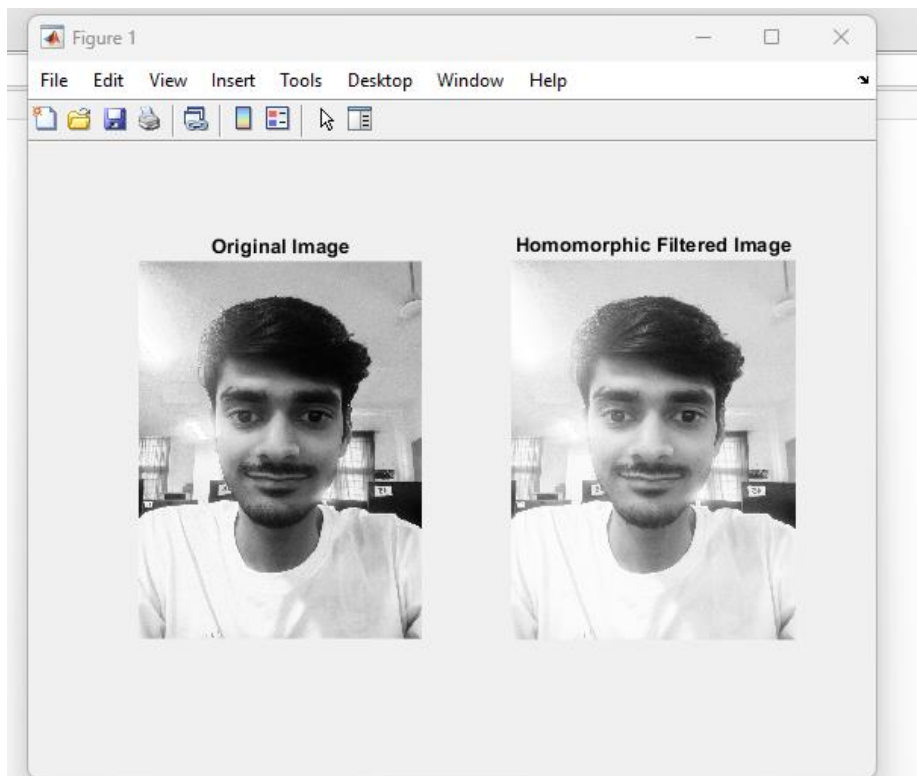 Figure 1
File Edit View Insert Tools Desktop Window Help
Original Image
Homomorphic Filtered Image